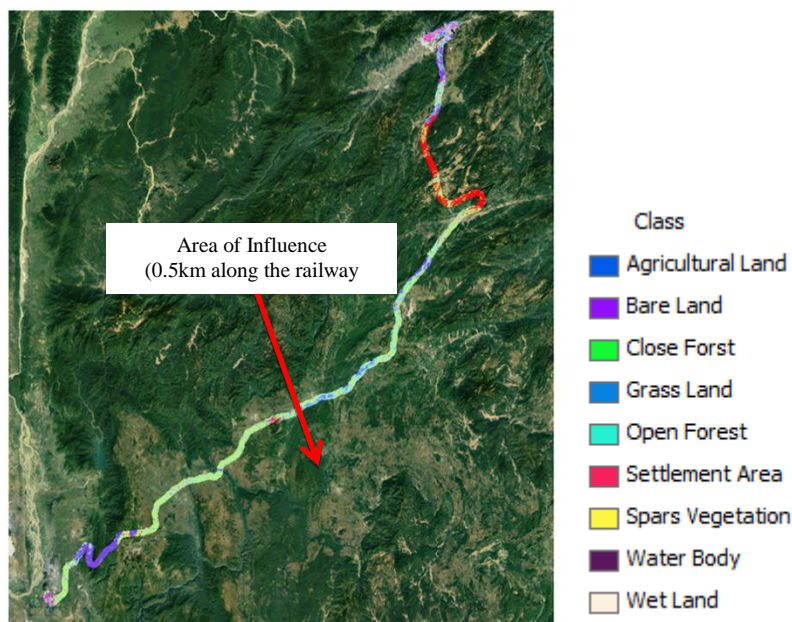 Area of Influence
(0.5km along the railway
Class
Agricultural Land
Bare Land
Close Forst
Grass Land
Open Forest
Settlement Area
Spars Vegetation
Water Body
Wet Land